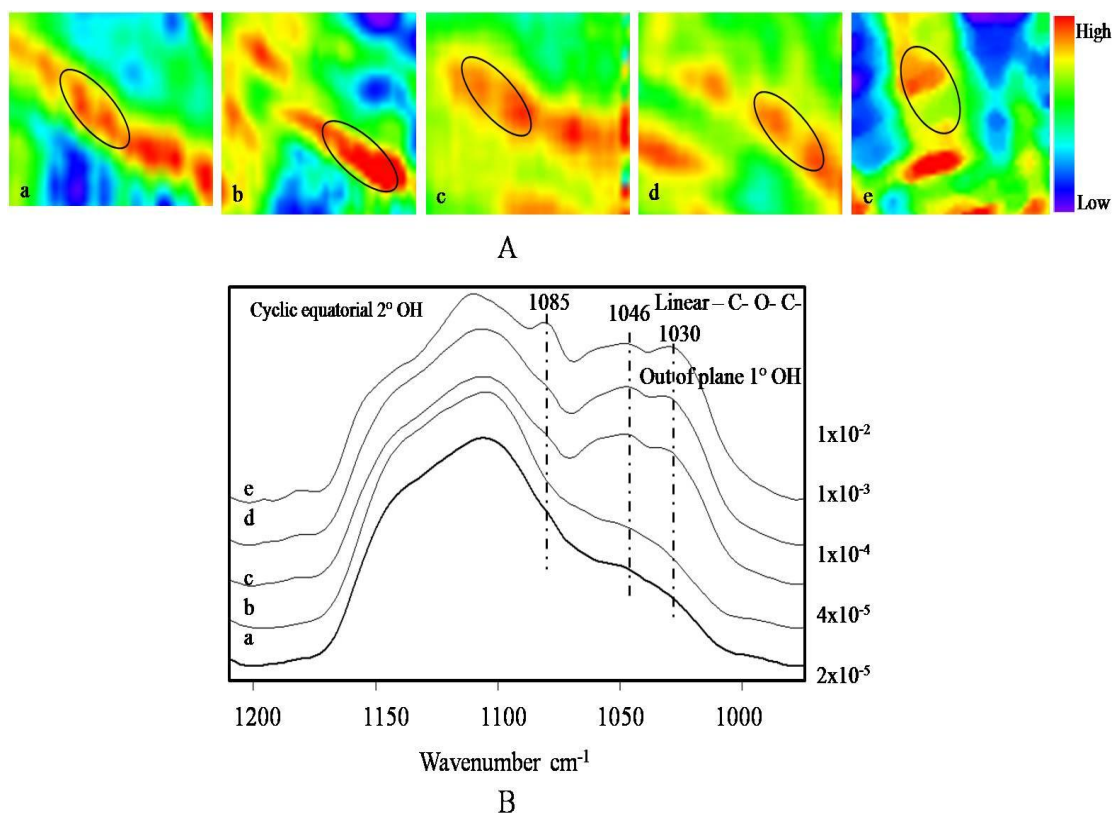 High
a
b
c
d
e
Low
A
Cyclic equatorial 2° OH
1085
Linear – C- O- C-
1046
1030
Out of plane 1° OH
1x10-2
e
1x10-3
d
1x10-4
c
4x10-5
b
a
2x10-5
1200 1150 1100 1050 1000
Wavenumber cm-1
B